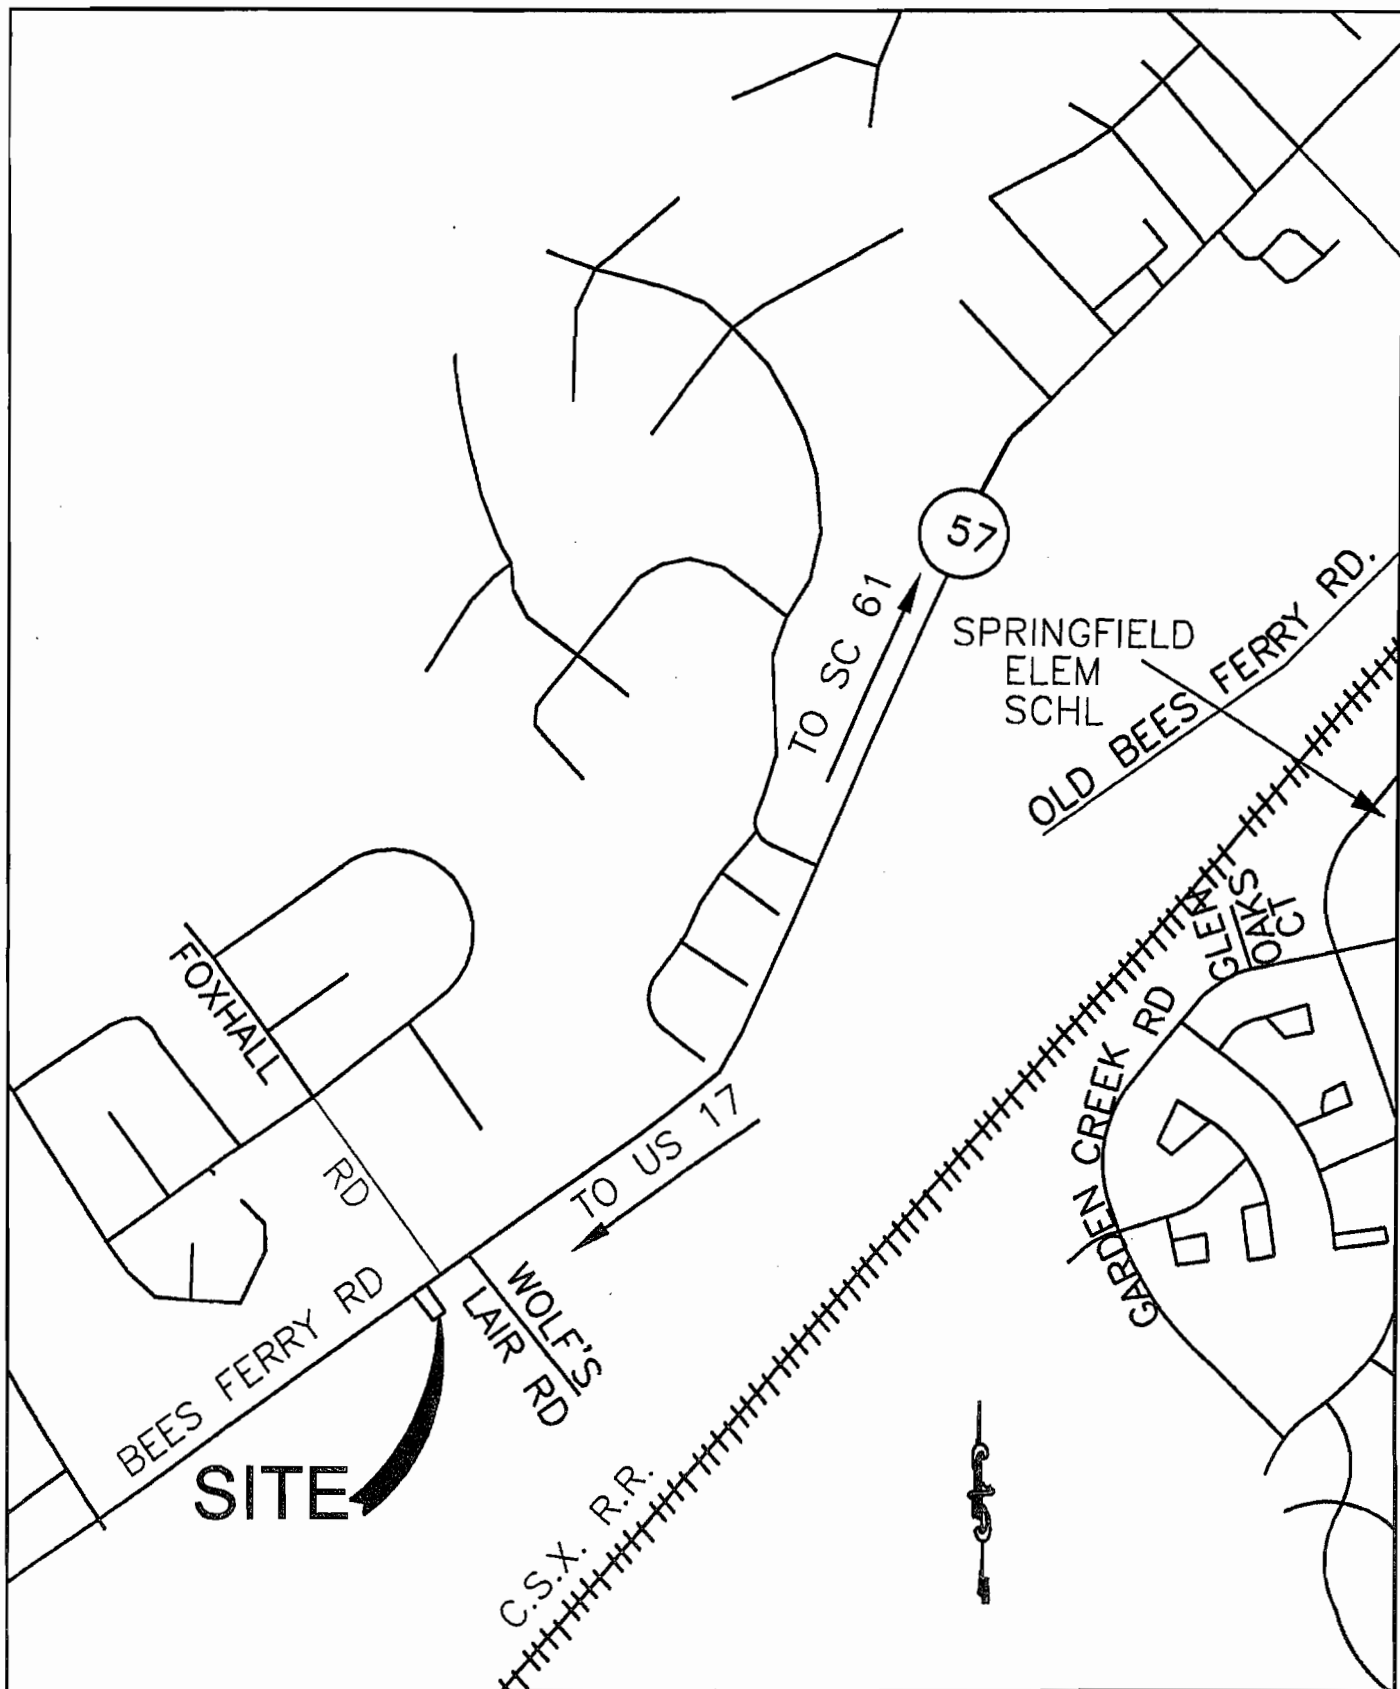 57
TO SC 61
SPRINGFIELD
ELEM
SCHL
OLD BEES FERRY RD.
GLEN
OAKS
CT
FOXHALL
RD
GARDEN CREEK RD
TO US 17
WOLF'S
LAIR RD
BEES FERRY RD
SITE
C.S.X. R.R.